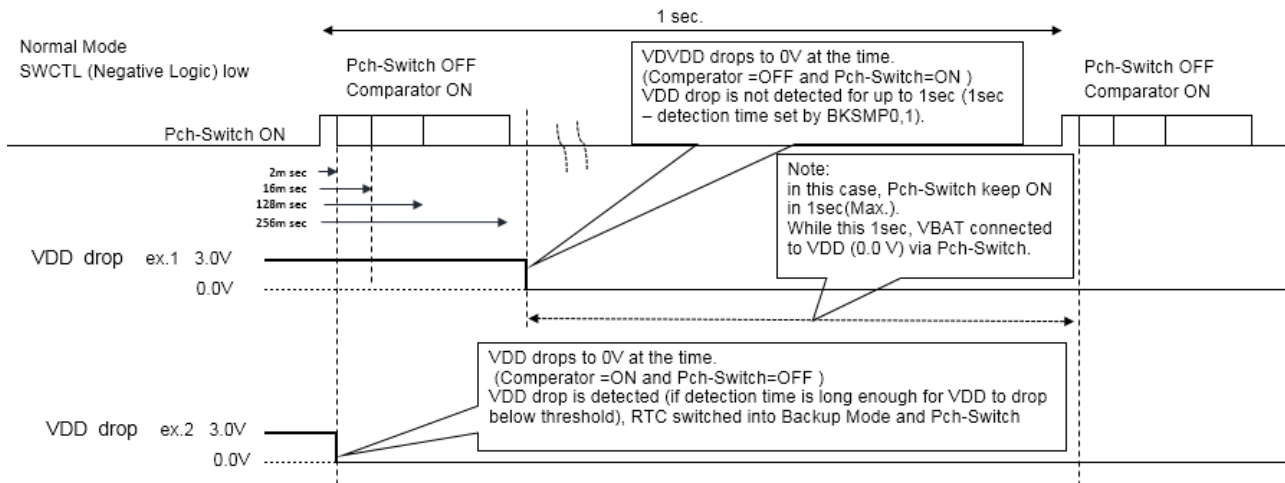 1 sec.
Normal Mode
SWCTL (Negative Logic) low
Pch-Switch OFF
Comparator ON
VDVDD drops to 0V at the time.
(Comperator =OFF and Pch-Switch=ON )
VDD drop is not detected for up to 1sec (1sec
– detection time set by BKSMP0,1).
Pch-Switch OFF
Comparator ON
Pch-Switch ON
2m sec
16m sec
128m sec
256m sec
Note:
in this case, Pch-Switch keep ON
in 1sec(Max.).
While this 1sec, VBAT connected
to VDD (0.0 V) via Pch-Switch.
VDD drop ex.1 3.0V
0.0V
VDD drops to 0V at the time.
(Comperator =ON and Pch-Switch=OFF )
VDD drop is detected (if detection time is long enough for VDD to drop
below threshold), RTC switched into Backup Mode and Pch-Switch
VDD drop ex.2 3.0V
0.0V